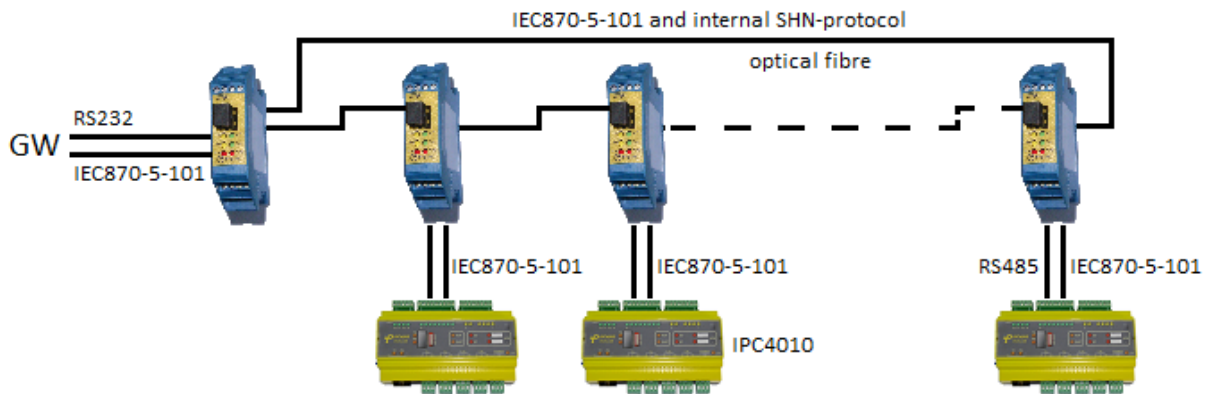 IEC870-5-101 and internal SHN-protocol
optical fibre
RS232
GW
IEC870-5-101
IEC870-5-101
IEC870-5-101
RS485
IEC870-5-101
IPC4010